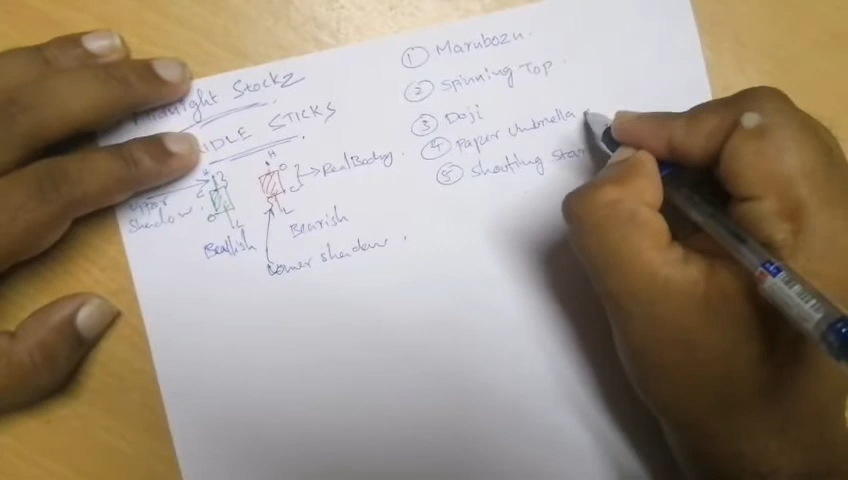 Midnight Stockz
NDLE STICKS
① Marubozu.
② Spinning Top.
③ Doji
④ Paper Umbrella
⑤ Shooting Star
H
C
O
L
upper
Shadow.
H
O
C
L
Real Body.
Bullish
Bearish
Lower shadow.